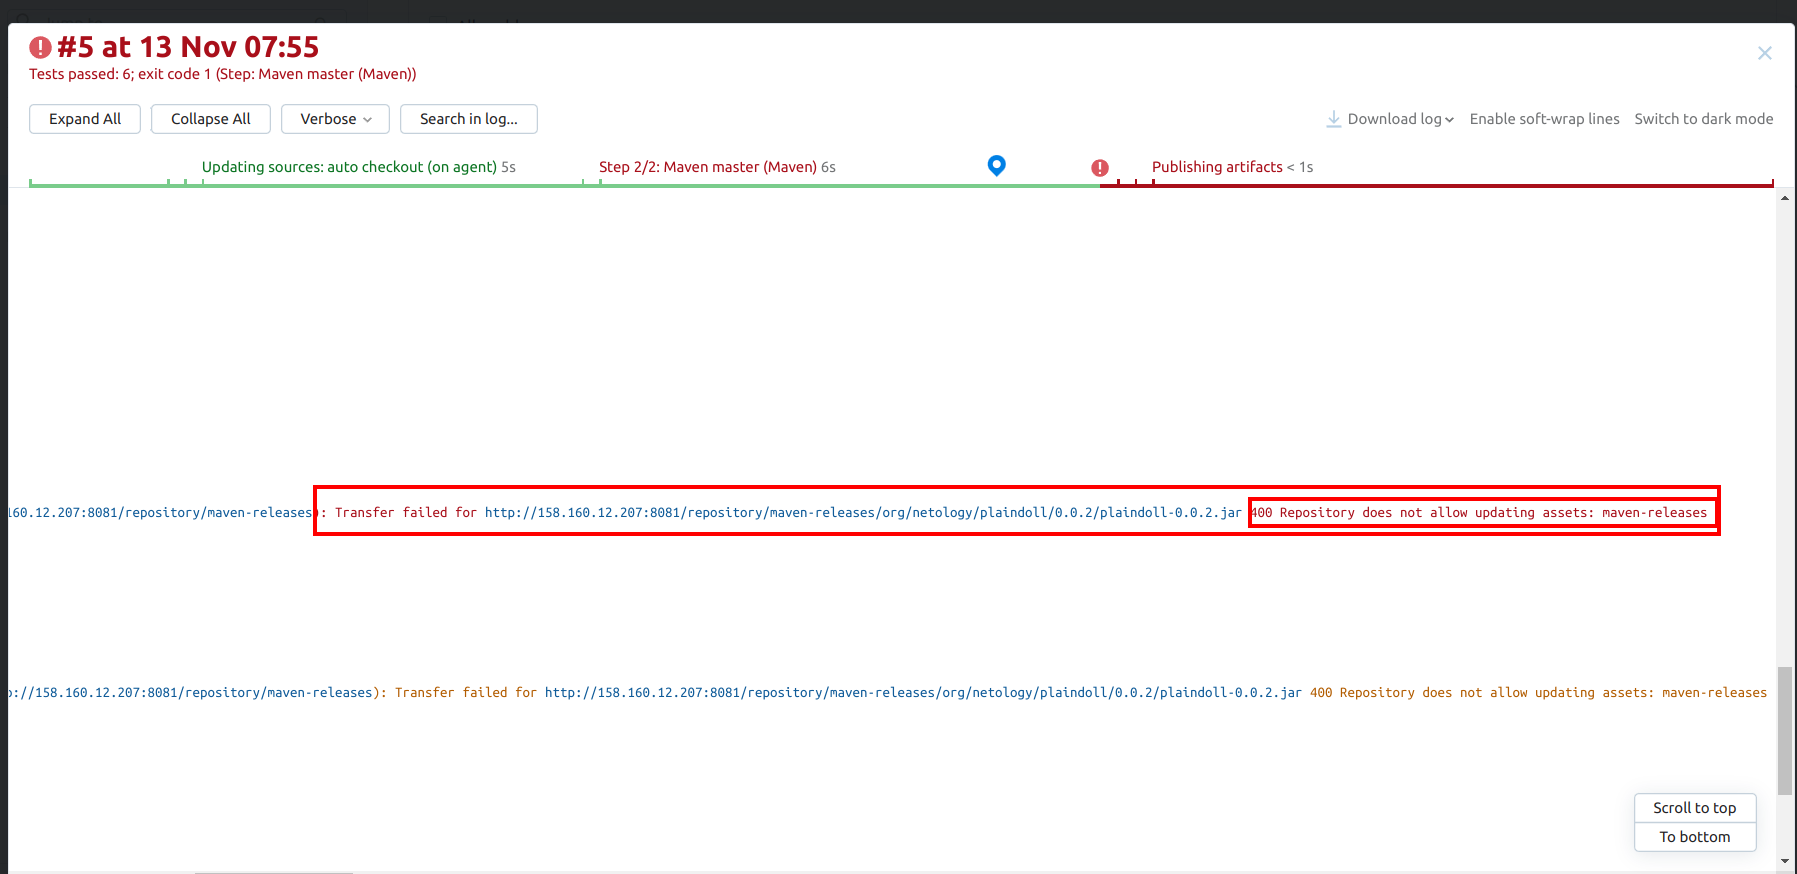 #5 at 13 Nov 07:55
Tests passed: 6; exit code 1 (Step: Maven master (Maven))
Expand All Collapse All Verbose Search in log... Download log Enable soft-wrap lines Switch to dark mode
Updating sources: auto checkout (on agent) 5s Step 2/2: Maven master (Maven) 6s Publishing artifacts < 1s
160.12.207:8081/repository/maven-releases): Transfer failed for http://158.160.12.207:8081/repository/maven-releases/org/netology/plaindoll/0.0.2/plaindoll-0.0.2.jar 400 Repository does not allow updating assets: maven-releases
p://158.160.12.207:8081/repository/maven-releases): Transfer failed for http://158.160.12.207:8081/repository/maven-releases/org/netology/plaindoll/0.0.2/plaindoll-0.0.2.jar 400 Repository does not allow updating assets: maven-releases
Scroll to top
To bottom